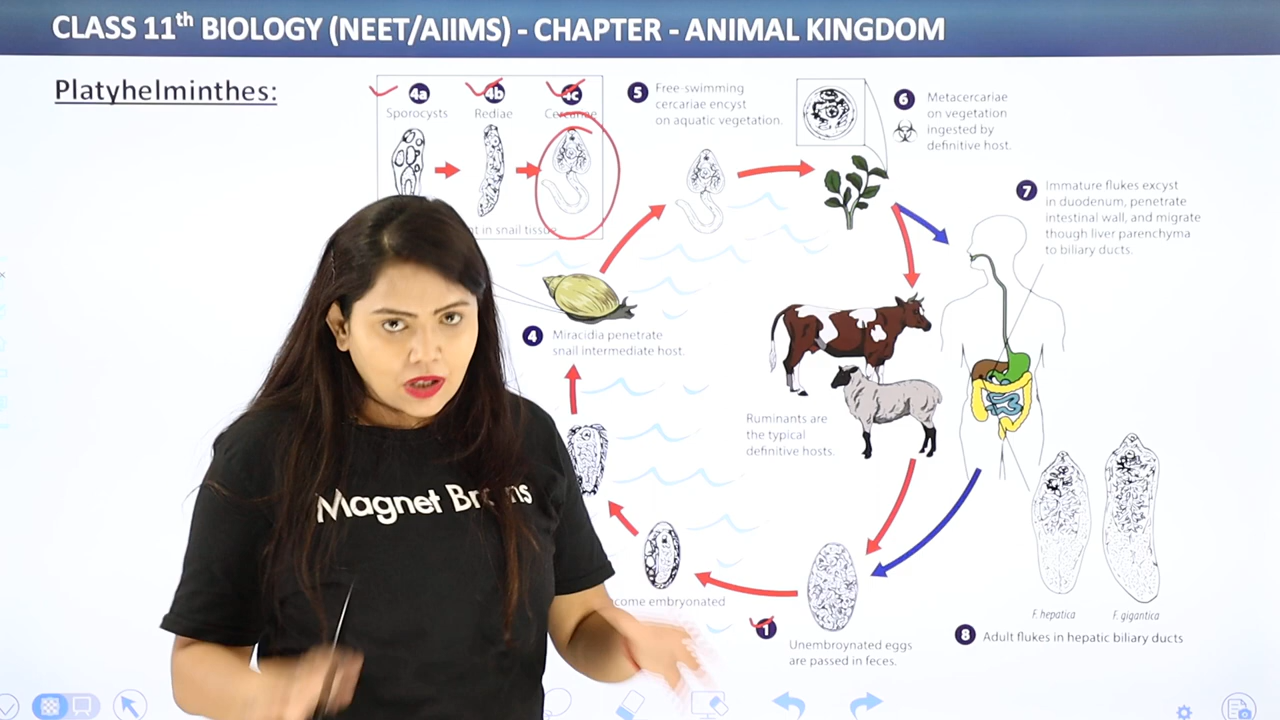 CLASS 11th BIOLOGY (NEET/AIIMS) - CHAPTER - ANIMAL KINGDOM
Platyhelminthes:
4a
Sporocysts
4b
Rediae
4c
Cercariae
in snail tissue
5
Free-swimming
cercariae encyst
on aquatic vegetation.
6
Metacercariae
on vegetation
ingested by
definitive host.
7
Immature flukes excyst
in duodenum, penetrate
intestinal wall, and migrate
though liver parenchyma
to biliary ducts.
4
Miracidia penetrate
snail intermediate host.
Ruminants are
the typical
definitive hosts.
Magnet
embryonated
1
Unembroynated eggs
are passed in feces.
F. hepatica
F. gigantica
8
Adult flukes in hepatic biliary ducts